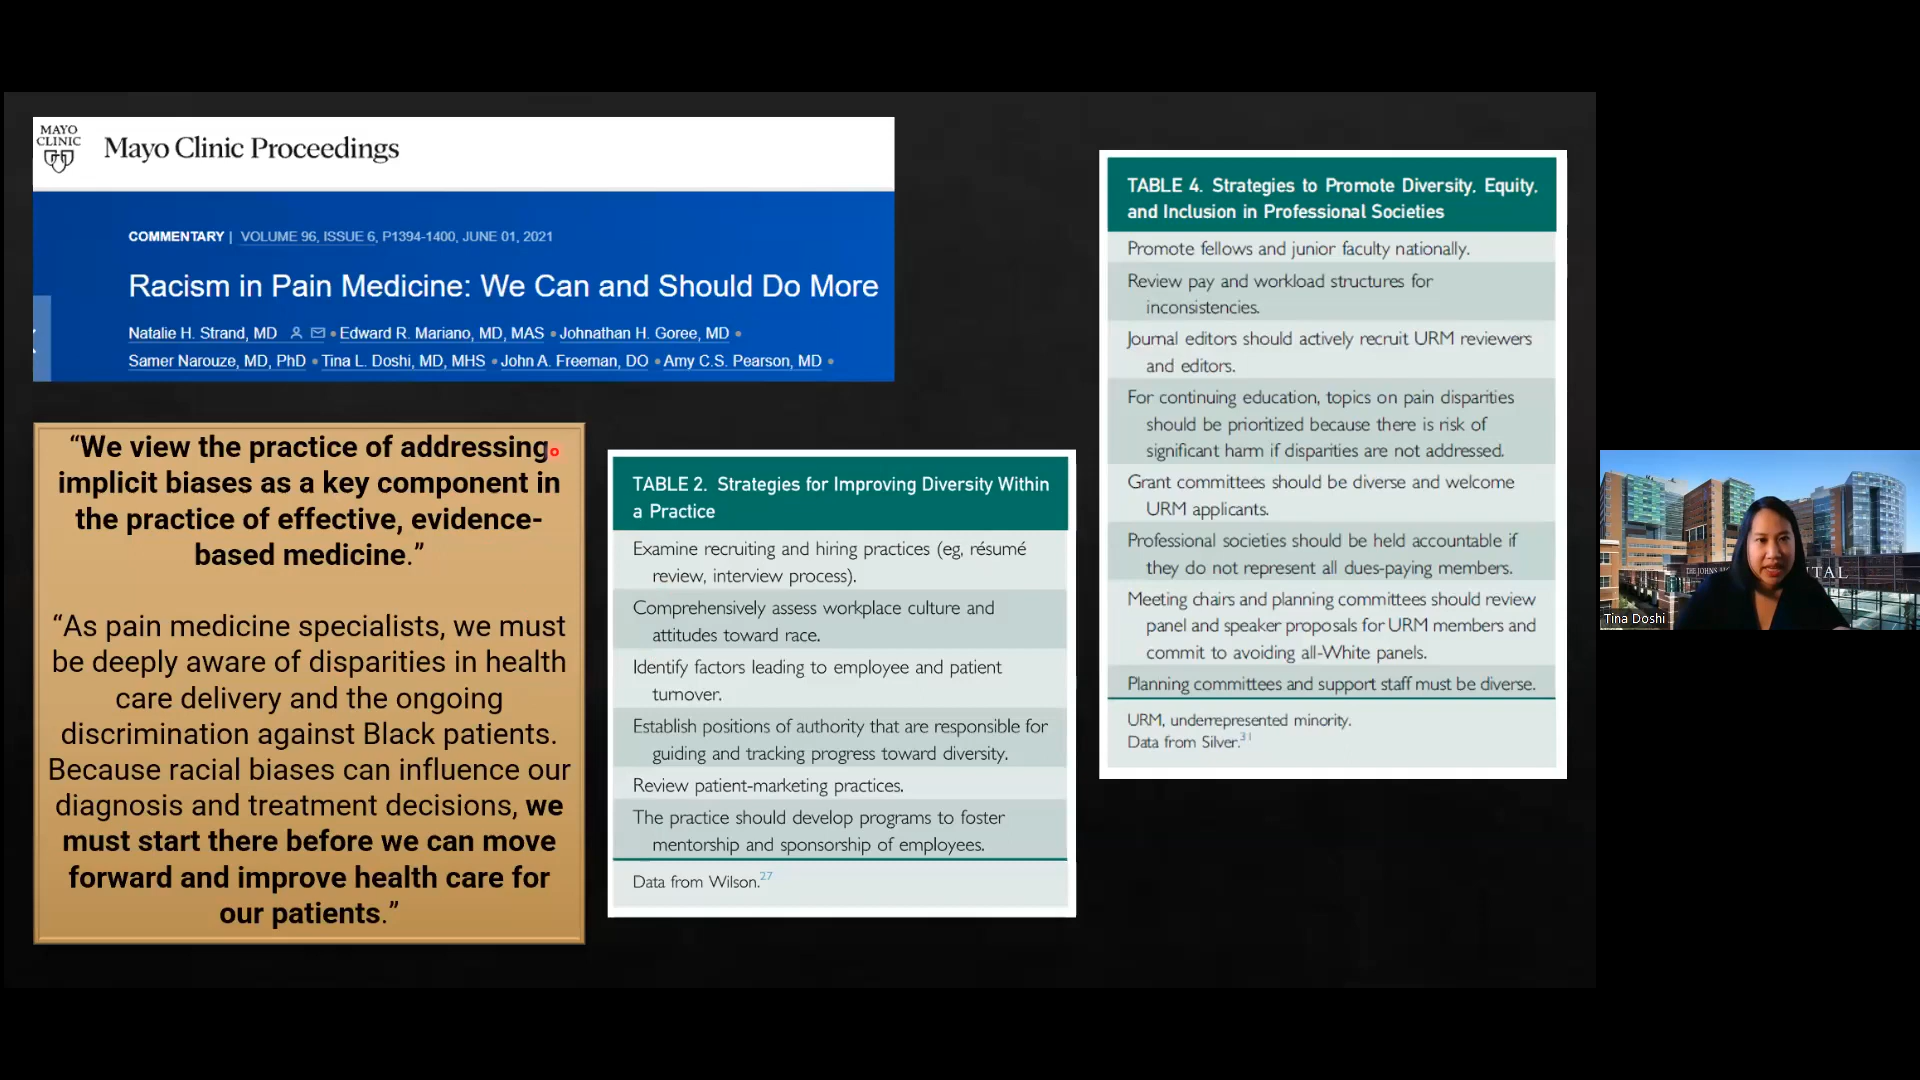 MAYO
CLINIC
Mayo Clinic Proceedings
COMMENTARY | VOLUME 96, ISSUE 6, P1394-1400, JUNE 01, 2021
Racism in Pain Medicine: We Can and Should Do More
Natalie H. Strand, MD • Edward R. Mariano, MD, MAS • Johnathan H. Goree, MD •
Samer Narouze, MD, PhD • Tina L. Doshi, MD, MHS • John A. Freeman, DO • Amy C.S. Pearson, MD •
“We view the practice of addressing
implicit biases as a key component in
the practice of effective, evidence-
based medicine.”
“As pain medicine specialists, we must
be deeply aware of disparities in health
care delivery and the ongoing
discrimination against Black patients.
Because racial biases can influence our
diagnosis and treatment decisions, we
must start there before we can move
forward and improve health care for
our patients.”
TABLE 2. Strategies for Improving Diversity Within
a Practice
Examine recruiting and hiring practices (eg, résumé
review, interview process).
Comprehensively assess workplace culture and
attitudes toward race.
Identify factors leading to employee and patient
turnover.
Establish positions of authority that are responsible for
guiding and tracking progress toward diversity.
Review patient-marketing practices.
The practice should develop programs to foster
mentorship and sponsorship of employees.
Data from Wilson.27
TABLE 4. Strategies to Promote Diversity, Equity,
and Inclusion in Professional Societies
Promote fellows and junior faculty nationally.
Review pay and workload structures for
inconsistencies.
Journal editors should actively recruit URM reviewers
and editors.
For continuing education, topics on pain disparities
should be prioritized because there is risk of
significant harm if disparities are not addressed.
Grant committees should be diverse and welcome
URM applicants.
Professional societies should be held accountable if
they do not represent all dues-paying members.
Meeting chairs and planning committees should review
panel and speaker proposals for URM members and
commit to avoiding all-White panels.
Planning committees and support staff must be diverse.
URM, underrepresented minority.
Data from Silver.31
THE JOHNS
Tina Doshi